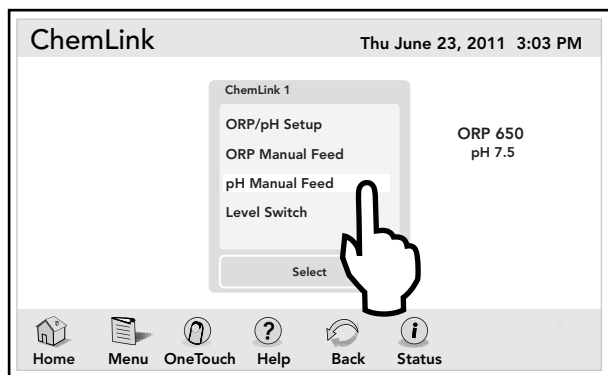 ChemLink
Thu June 23, 2011 3:03 PM
ChemLink 1
ORP/pH Setup
ORP Manual Feed
pH Manual Feed
Level Switch
Select
ORP 650
pH 7.5
Home Menu OneTouch Help Back Status